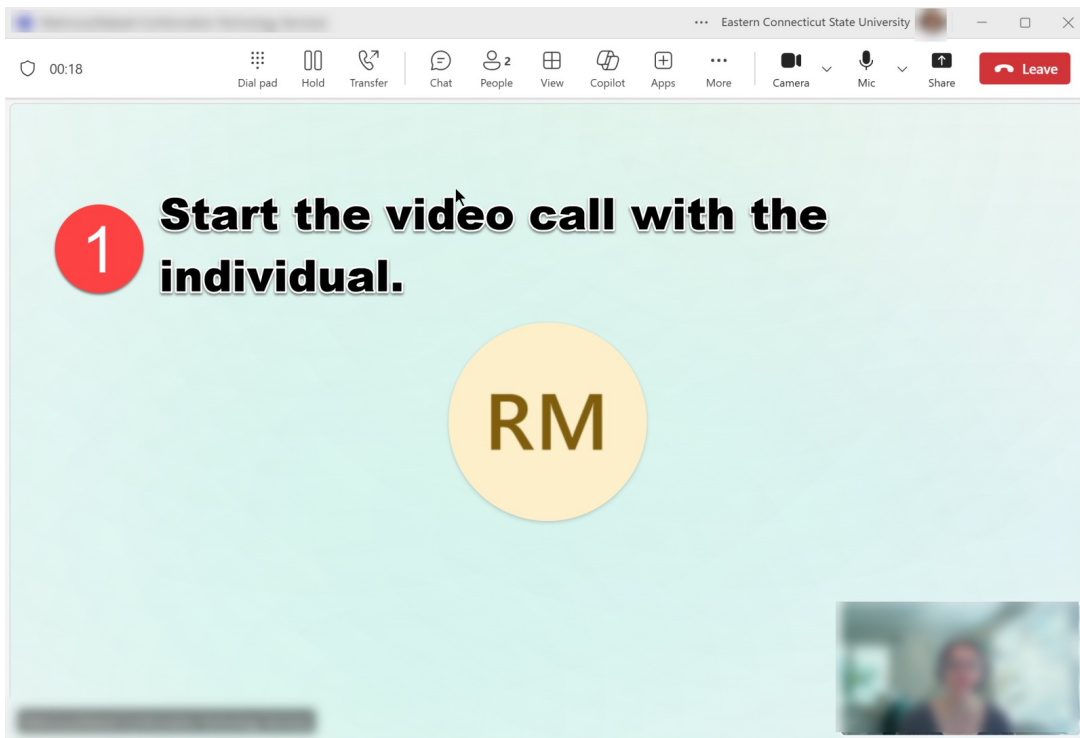 Eastern Connecticut State University
00:18
2
Dial pad Hold Transfer Chat People View Copilot Apps More Camera Mic Share Leave
1
Start the video call with the
individual.
RM